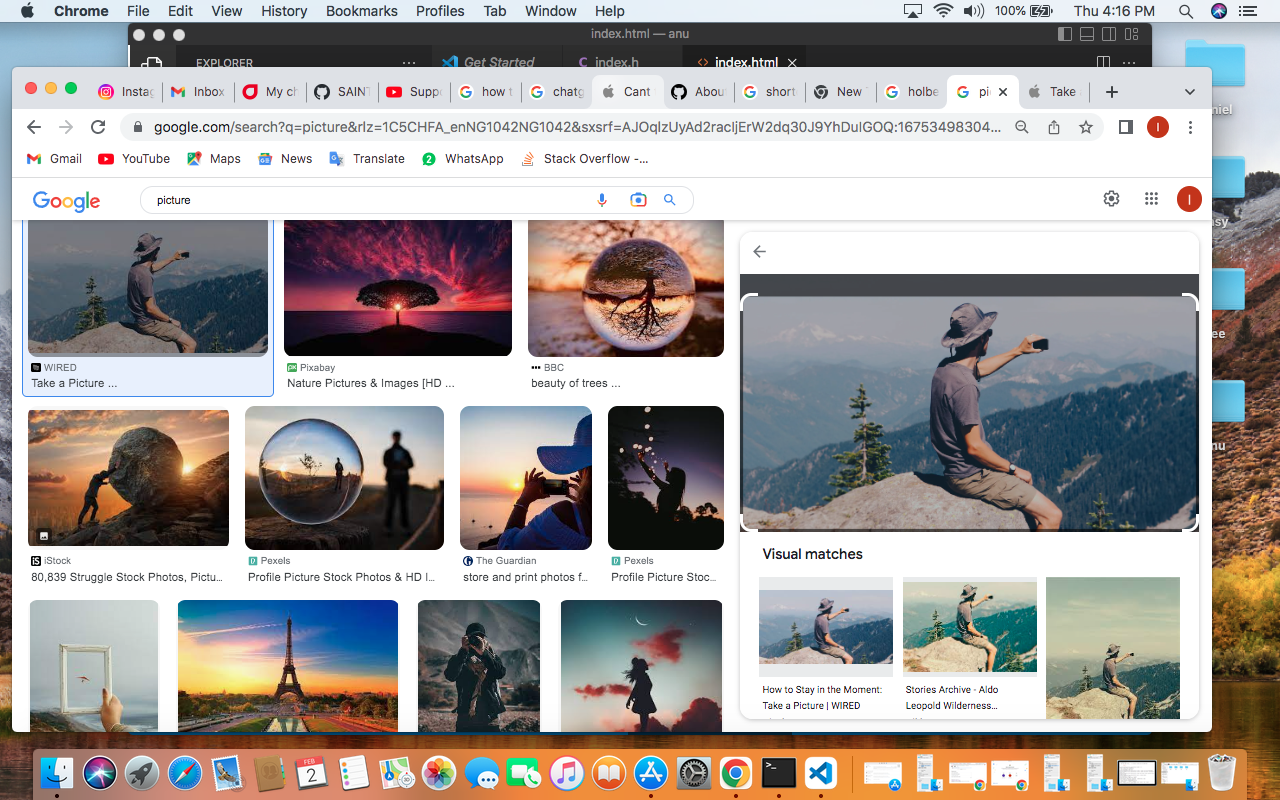 Chrome File Edit View History Bookmarks Profiles Tab Window Help 100% Thu 4:16 PM
index.html — anu
EXPLORER ... Get Started index.h index.html
Instag Inbox My ch SAINT Suppo how t chatg Cant Abou short New T holbe pi Take
google.com/search?q=picture&rlz=1C5CHFA_enNG1042NG1042&sxsrf=AJOqlzUyAd2racljErW2dq30J9YhDulGOQ:16753498304...
Gmail YouTube Maps News Translate WhatsApp Stack Overflow -...
Google picture
WIRED
Take a Picture ...
Pixabay
Nature Pictures & Images [HD ...
BBC
beauty of trees ...
iStock
80,839 Struggle Stock Photos, Pictu...
Pexels
Profile Picture Stock Photos & HD I...
The Guardian
store and print photos f...
Pexels
Profile Picture Stoc...
Visual matches
How to Stay in the Moment:
Take a Picture | WIRED
Stories Archive - Aldo
Leopold Wilderness...
FEB
2